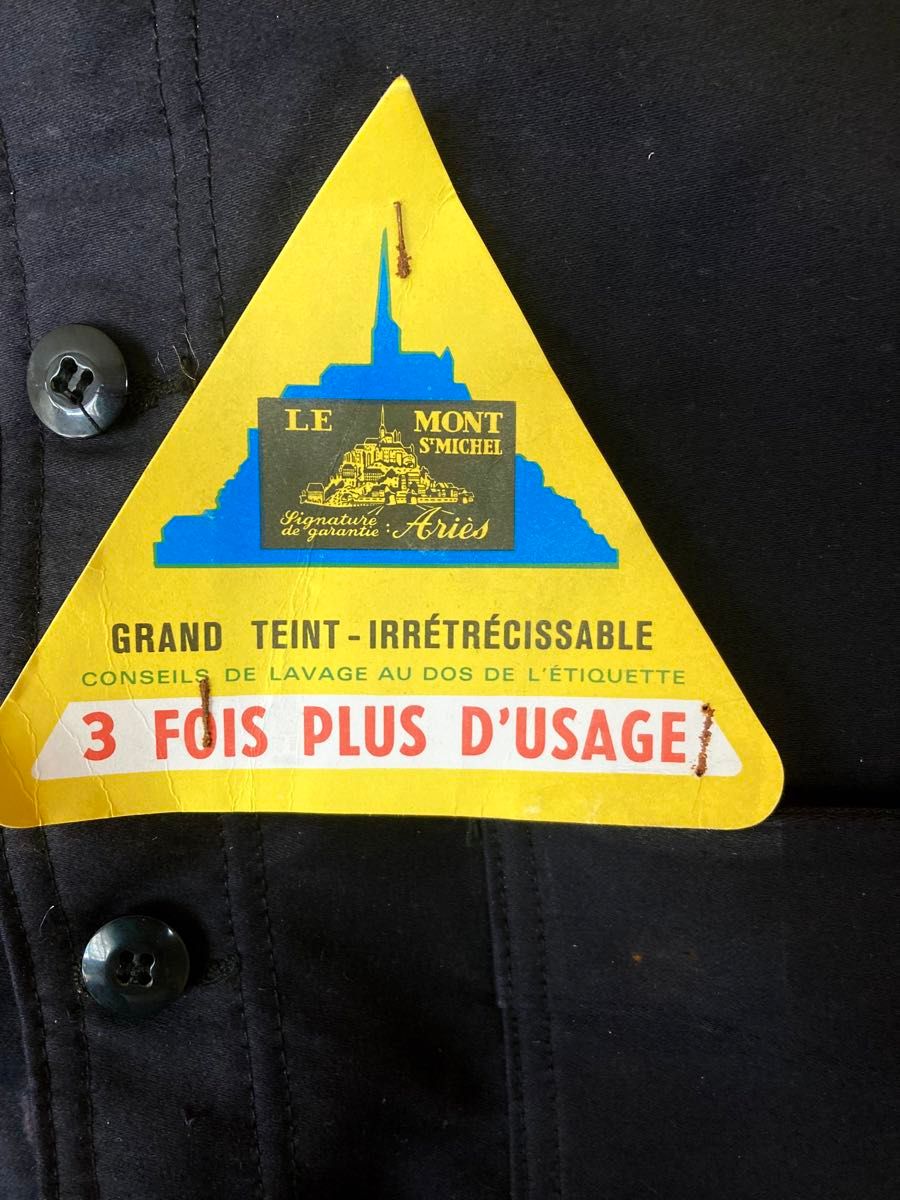 LE MONT
ST MICHEL
Signature
de garantie : Ariès
GRAND TEINT - IRRÉTRÉCISSABLE
CONSEILS DE LAVAGE AU DOS DE L'ÉTIQUETTE
3 FOIS PLUS D'USAGE